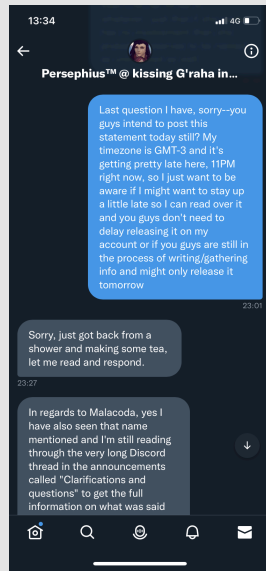 13:34
4G
Persephius™ @ kissing G'raha in...
Last question I have, sorry--you
guys intend to post this
statement today still? My
timezone is GMT-3 and it's
getting pretty late here, 11PM
right now, so I just want to be
aware if I might want to stay up
a little late so I can read over it
and you guys don't need to
delay releasing it on my
account or if you guys are still in
the process of writing/gathering
info and might only release it
tomorrow
23:01
Sorry, just got back from a
shower and making some tea,
let me read and respond.
23:27
In regards to Malacoda, yes I
have also seen that name
mentioned and I'm still reading
through the very long Discord
thread in the announcements
called "Clarifications and
questions" to get the full
information on what was said